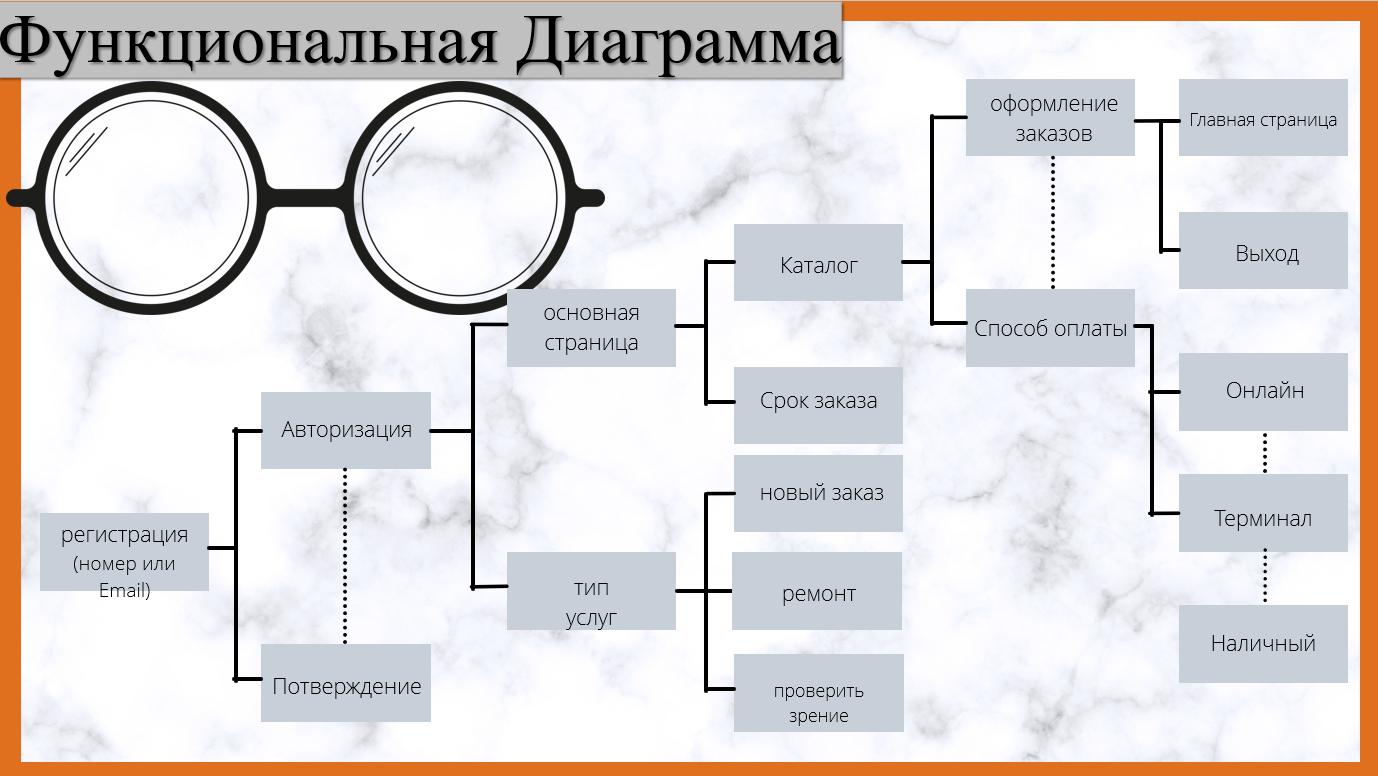 Функциональная Диаграмма
оформление
заказов
Главная страница
Выход
Каталог
основная
страница
Способ оплаты
Срок заказа
Онлайн
Авторизация
новый заказ
Терминал
регистрация
(номер или
Email)
тип
услуг
ремонт
Наличный
Потверждение
проверить
зрение